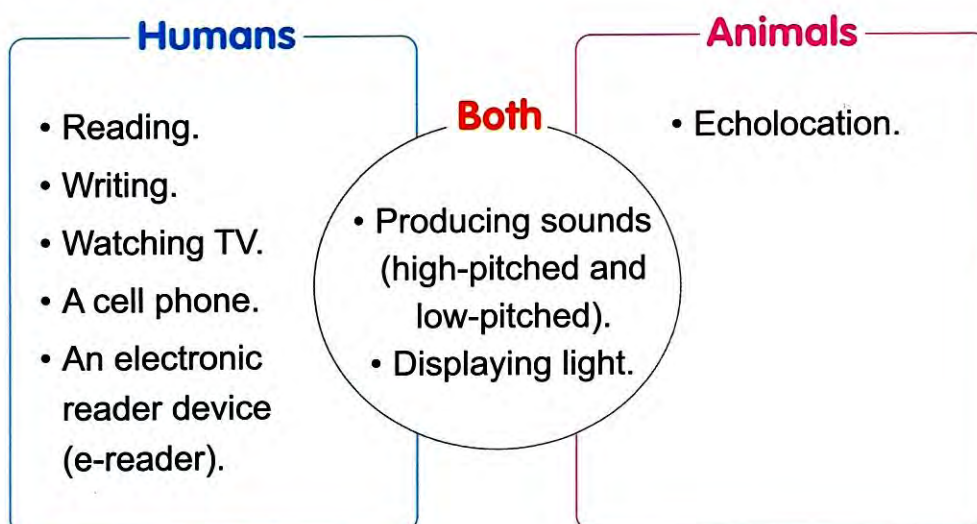 Humans
• Reading.
• Writing.
• Watching TV.
• A cell phone.
• An electronic
reader device
(e-reader).
Both
• Producing sounds
(high-pitched and
low-pitched).
• Displaying light.
Animals
• Echolocation.